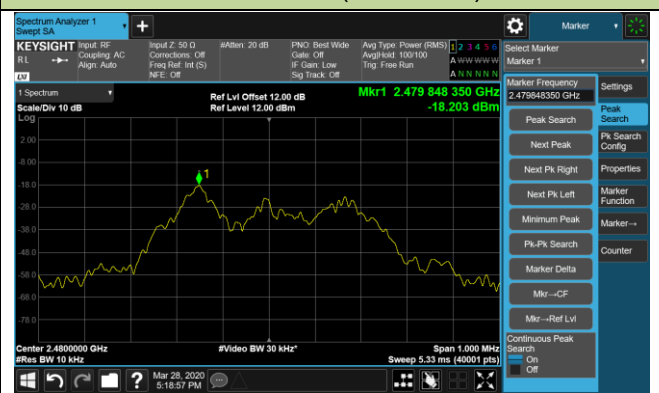 Spectrum Analyzer 1
Swept SA
Marker
KEYSIGHT
RL
LXI
Input: RF
Coupling: AC
Align: Auto
Input Z: 50 Ω
Corrections: Off
Freq Ref: Int (S)
NFE: Off
#Atten: 20 dB
PNO: Best Wide
Gate: Off
IF Gain: Low
Sig Track: Off
Avg Type: Power (RMS)
Avg|Hold: 100/100
Trig: Free Run
1 2 3 4 5 6
A W W W W W
A N N N N N
Select Marker
Marker 1
1 Spectrum
Scale/Div 10 dB
Log
Ref Lvl Offset 12.00 dB
Ref Level 12.00 dBm
Mkr1 2.479 848 350 GHz
-18.203 dBm
1
2.00
-8.00
-18.0
-28.0
-38.0
-48.0
-58.0
-68.0
-78.0
Center 2.4800000 GHz
#Res BW 10 kHz
#Video BW 30 kHz*
Span 1.000 MHz
Sweep 5.33 ms (40001 pts)
Marker Frequency
2.479848350 GHz
Peak Search
Next Peak
Next Pk Right
Next Pk Left
Minimum Peak
Pk-Pk Search
Marker Delta
Mkr→CF
Mkr→Ref Lvl
Continuous Peak
Search
On
Off
Settings
Peak
Search
Pk Search
Config
Properties
Marker
Function
Marker→
Counter
?
Mar 28, 2020
5:18:57 PM